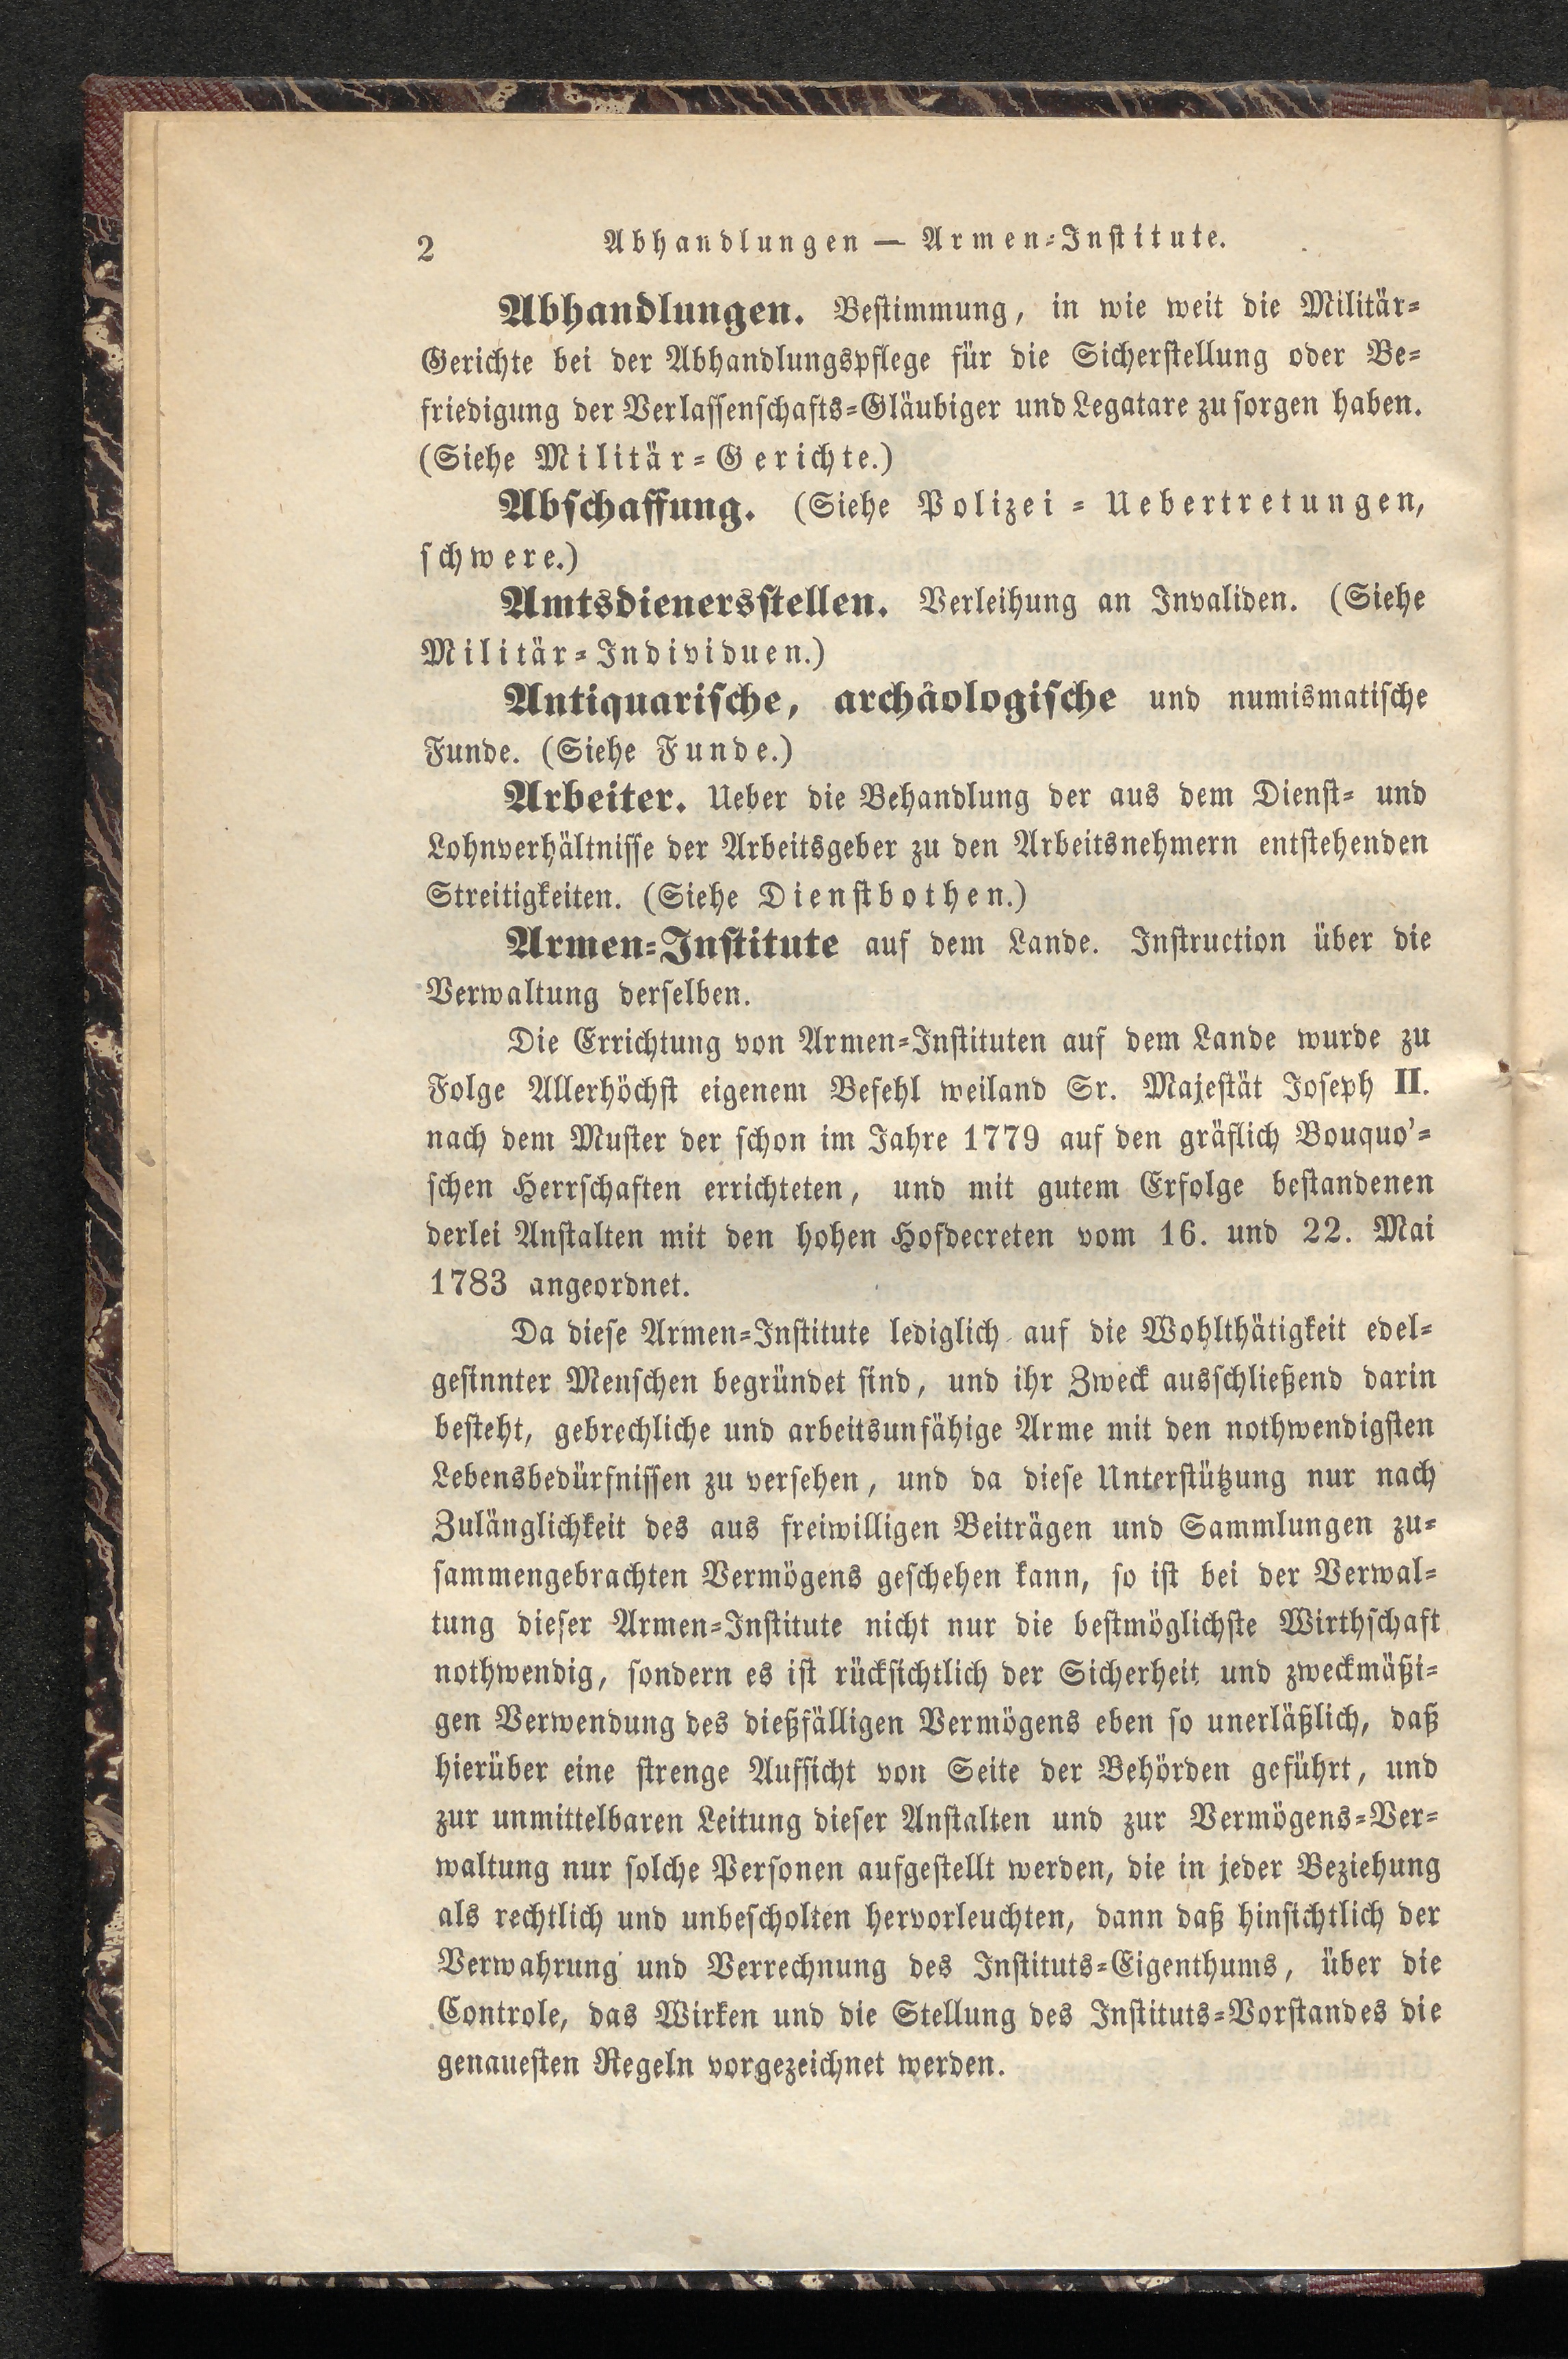 2 Abhandlungen — Armen-Institute.
Abhandlungen. Bestimmung, in wie weit die Militär-
Gerichte bei der Abhandlungspflege für die Sicherstellung oder Be-
friedigung der Verlassenschafts-Gläubiger und Legatare zu sorgen haben.
(Siehe Militär-Gerichte.)
Abschaffung. (Siehe Polizei-Uebertretungen,
schwere.)
Amtsdienersstellen. Verleihung an Invaliden. (Siehe
Militär-Individuen.)
Antiquarische, archäologische und numismatische
Funde. (Siehe Funde.)
Arbeiter. Ueber die Behandlung der aus dem Dienst- und
Lohnverhältnisse der Arbeitsgeber zu den Arbeitsnehmern entstehenden
Streitigkeiten. (Siehe Dienstbothen.)
Armen-Institute auf dem Lande. Instruction über die
Verwaltung derselben.
Die Errichtung von Armen-Instituten auf dem Lande wurde zu
Folge Allerhöchst eigenem Befehl weiland Sr. Majestät Joseph II.
nach dem Muster der schon im Jahre 1779 auf den gräflich Bouquo'-
schen Herrschaften errichteten, und mit gutem Erfolge bestandenen
derlei Anstalten mit den hohen Hofdecreten vom 16. und 22. Mai
1783 angeordnet.
Da diese Armen-Institute lediglich auf die Wohlthätigkeit edel-
gesinnter Menschen begründet sind, und ihr Zweck ausschließend darin
besteht, gebrechliche und arbeitsunfähige Arme mit den nothwendigsten
Lebensbedürfnissen zu versehen, und da diese Unterstützung nur nach
Zulänglichkeit des aus freiwilligen Beiträgen und Sammlungen zu-
sammengebrachten Vermögens geschehen kann, so ist bei der Verwal-
tung dieser Armen-Institute nicht nur die bestmöglichste Wirthschaft
nothwendig, sondern es ist rücksichtlich der Sicherheit und zweckmäßi-
gen Verwendung des dießfälligen Vermögens eben so unerläßlich, daß
hierüber eine strenge Aufsicht von Seite der Behörden geführt, und
zur unmittelbaren Leitung dieser Anstalten und zur Vermögens-Ver-
waltung nur solche Personen aufgestellt werden, die in jeder Beziehung
als rechtlich und unbescholten hervorleuchten, dann daß hinsichtlich der
Verwahrung und Verrechnung des Instituts-Eigenthums, über die
Controle, das Wirken und die Stellung des Instituts-Vorstandes die
genauesten Regeln vorgezeichnet werden.